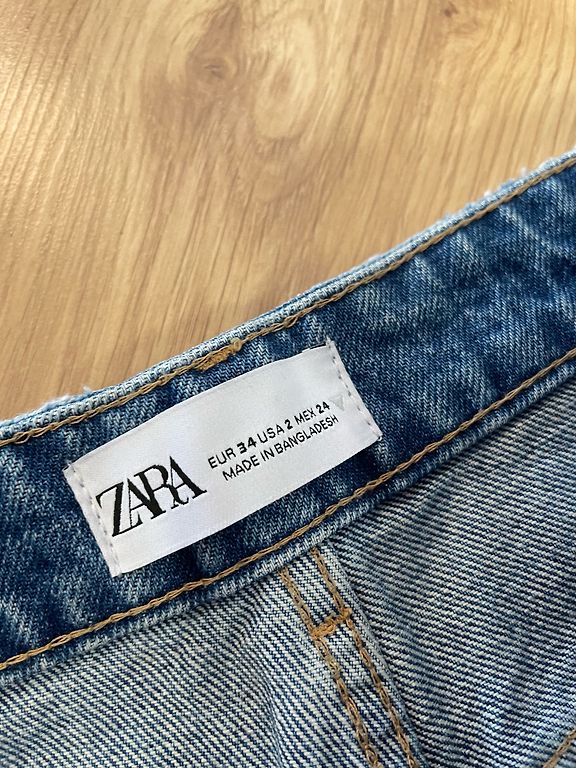 ZARA
EUR 34 USA 2 MEX 24
MADE IN BANGLADESH